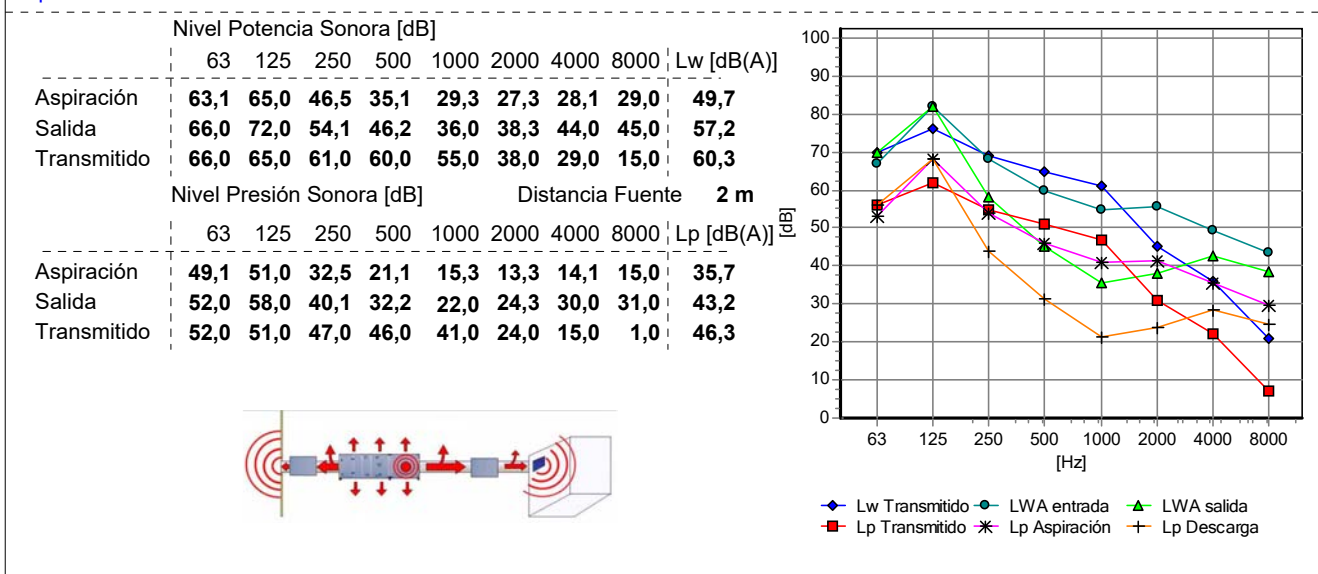 Nivel Potencia Sonora [dB]
63 125 250 500 1000 2000 4000 8000 Lw [dB(A)]
Aspiración 63,1 65,0 46,5 35,1 29,3 27,3 28,1 29,0 49,7
Salida 66,0 72,0 54,1 46,2 36,0 38,3 44,0 45,0 57,2
Transmitido 66,0 65,0 61,0 60,0 55,0 38,0 29,0 15,0 60,3
Nivel Presión Sonora [dB] Distancia Fuente 2 m
63 125 250 500 1000 2000 4000 8000 Lp [dB(A)]
Aspiración 49,1 51,0 32,5 21,1 15,3 13,3 14,1 15,0 35,7
Salida 52,0 58,0 40,1 32,2 22,0 24,3 30,0 31,0 43,2
Transmitido 52,0 51,0 47,0 46,0 41,0 24,0 15,0 1,0 46,3
100
90
80
70
60
50
40
30
20
10
0
[dB]
63 125 250 500 1000 2000 4000 8000
[Hz]
Lw Transmitido LWA entrada LWA salida
Lp Transmitido Lp Aspiración Lp Descarga